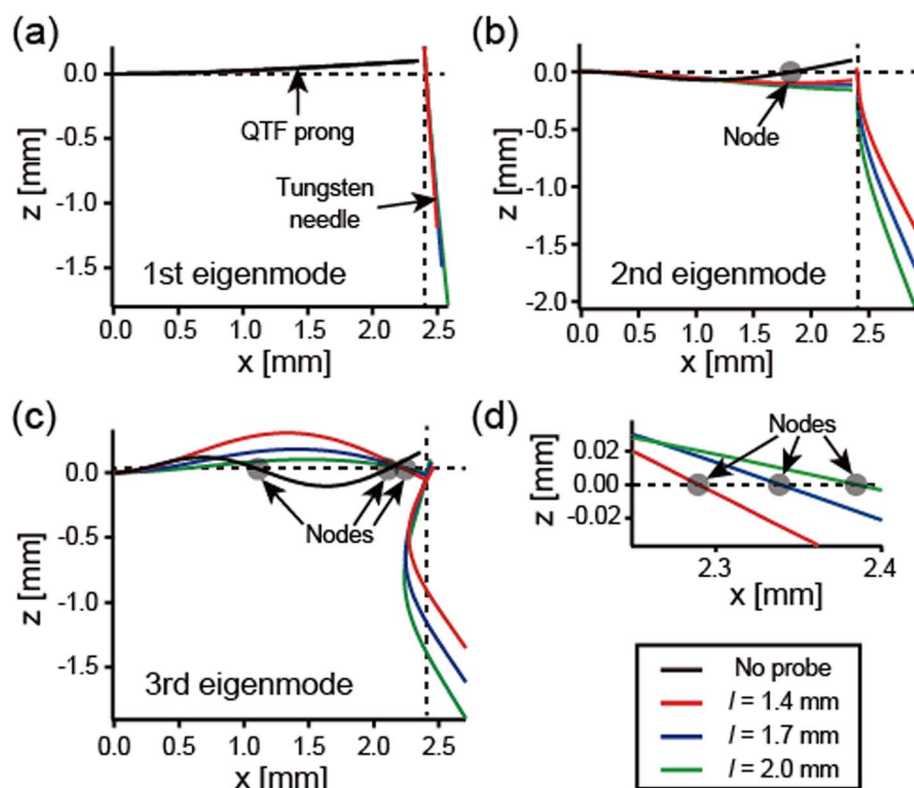 (a)
z [mm]
0.0
-0.5
-1.0
-1.5
QTF prong
Tungsten
needle
1st eigenmode
0.0 0.5 1.0 1.5 2.0 2.5
x [mm]
(b)
z [mm]
0.0
-0.5
-1.0
-1.5
-2.0
Node
2nd eigenmode
0.0 0.5 1.0 1.5 2.0 2.5
x [mm]
(c)
z [mm]
0.0
-0.5
-1.0
-1.5
Nodes
3rd eigenmode
0.0 0.5 1.0 1.5 2.0 2.5
x [mm]
(d)
z [mm]
0.02
0.00
-0.02
Nodes
2.3 2.4
x [mm]
No probe
l = 1.4 mm
l = 1.7 mm
l = 2.0 mm